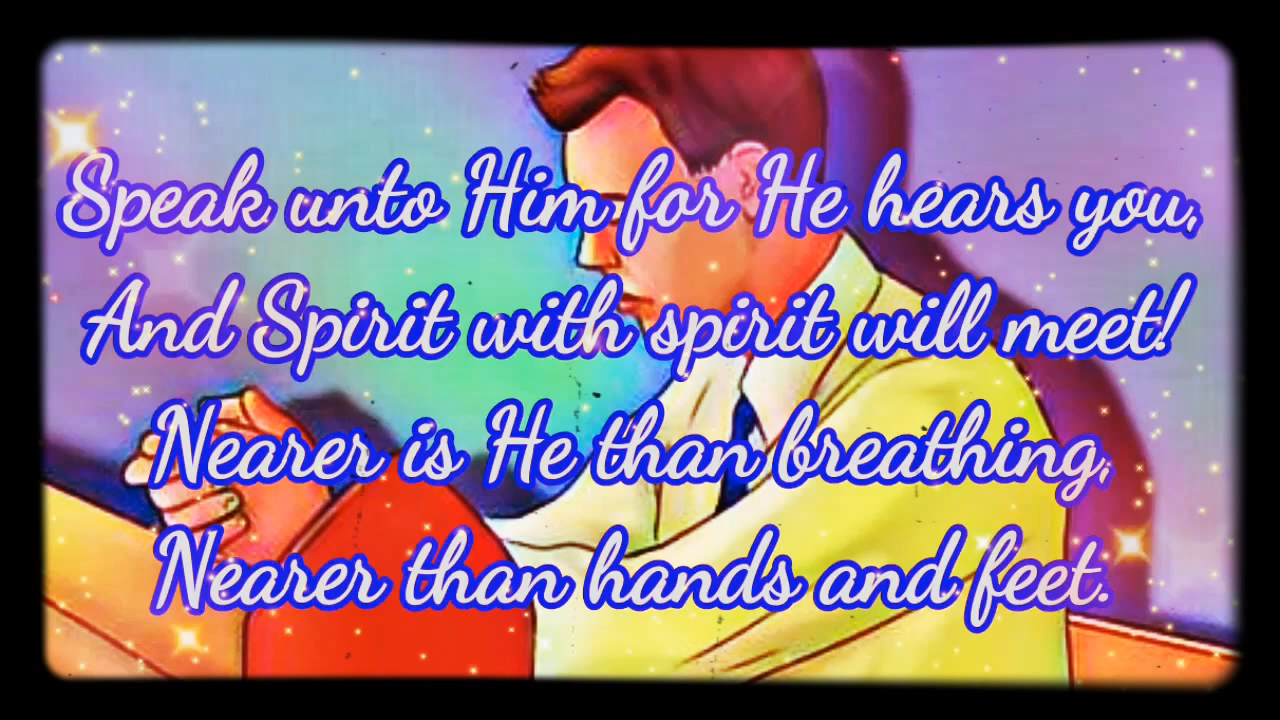 Speak unto Him for He hears you,
And Spirit with spirit will meet!
Nearer is He than breathing,
Nearer than hands and feet.